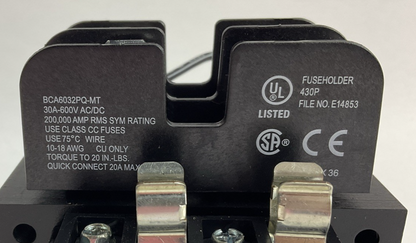 BCA6032PQ-MT
30A-600V AC/DC
200,000 AMP RMS SYM RATING
USE CLASS CC FUSES
USE 75°C WIRE
10-18 AWG CU ONLY
TORQUE TO 20 IN.-LBS.
QUICK CONNECT 20A MAX
UL
LISTED
FUSEHOLDER
430P
FILE NO. E14853
SA
CE
X 36